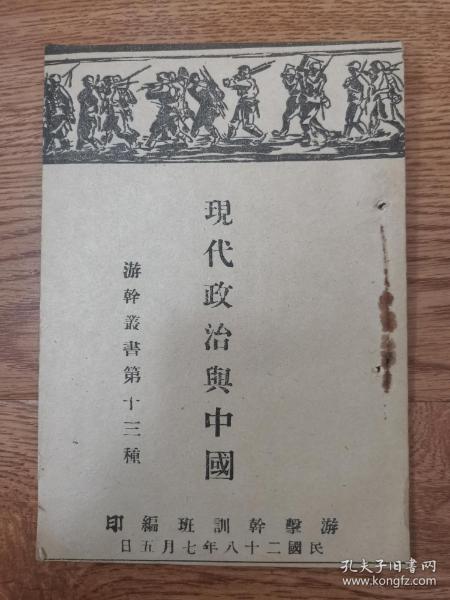 現代政治與中國
游幹叢書第十三種
游擊幹訓班編印
民國二十八年七月五日
孔夫子旧书网
www.kongfz.com